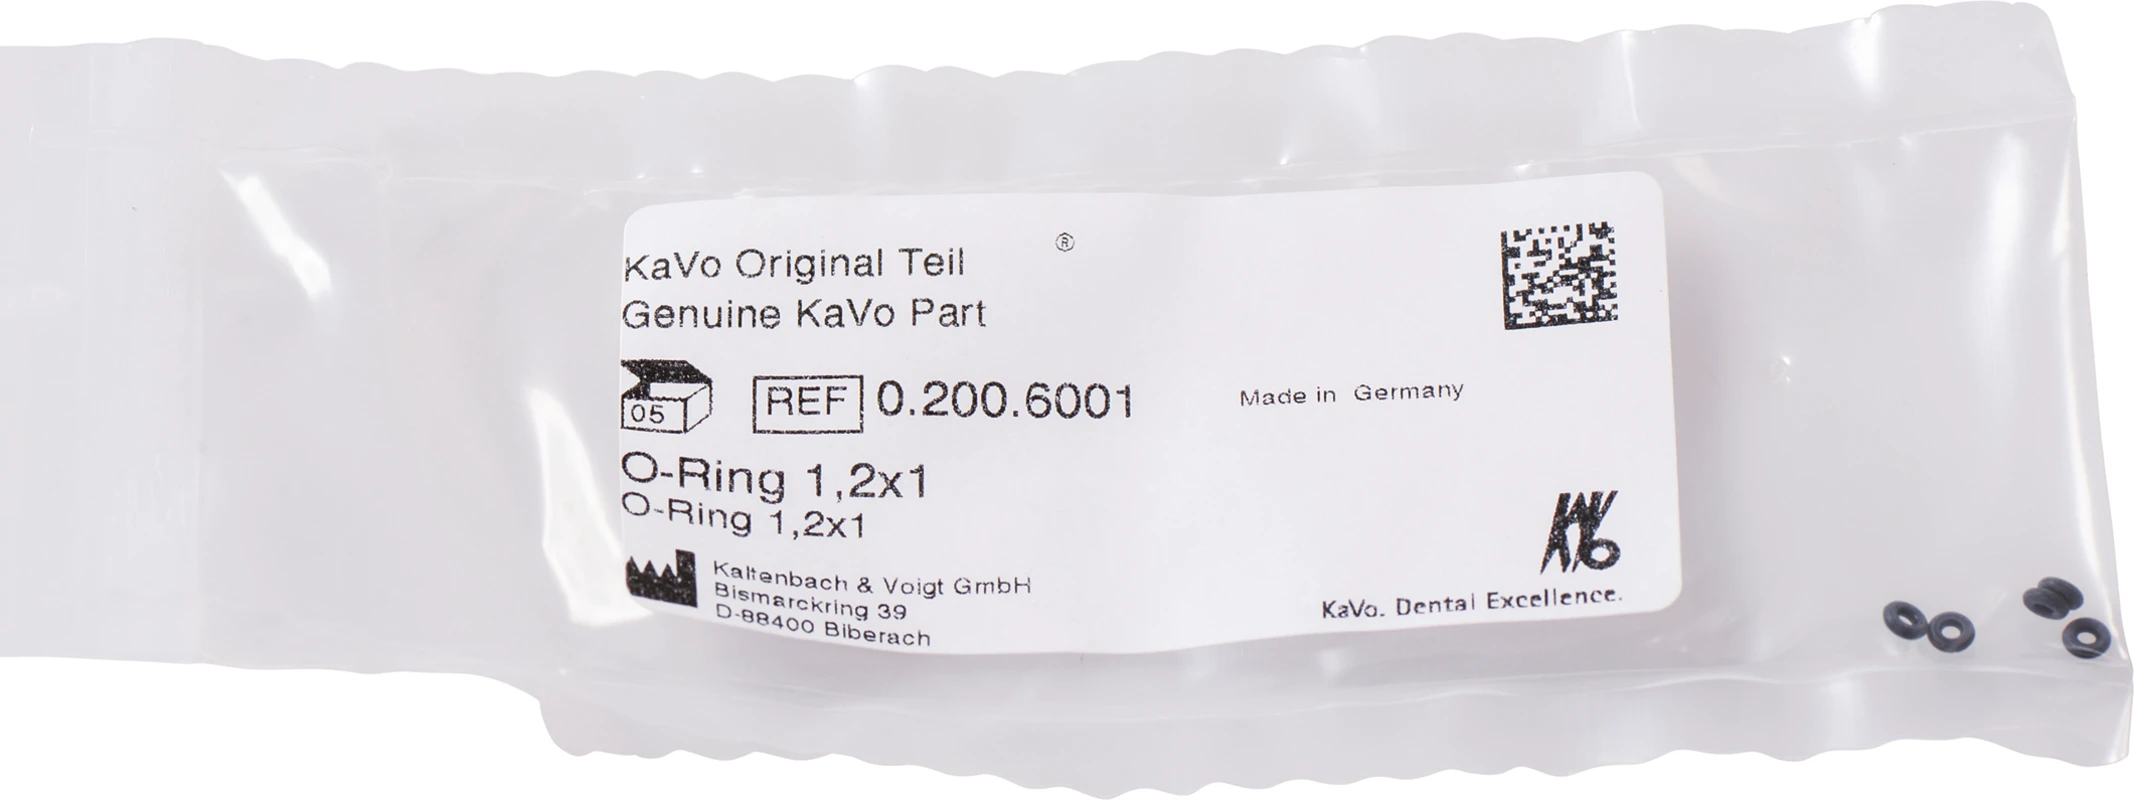 KaVo Original Teil ®
Genuine KaVo Part
05 REF 0.200.6001
Made in Germany
O-Ring 1,2x1
O-Ring 1,2x1
Kaltenbach & Voigt GmbH
Bismarckring 39
D-88400 Biberach
KaVo
KaVo. Dental Excellence.